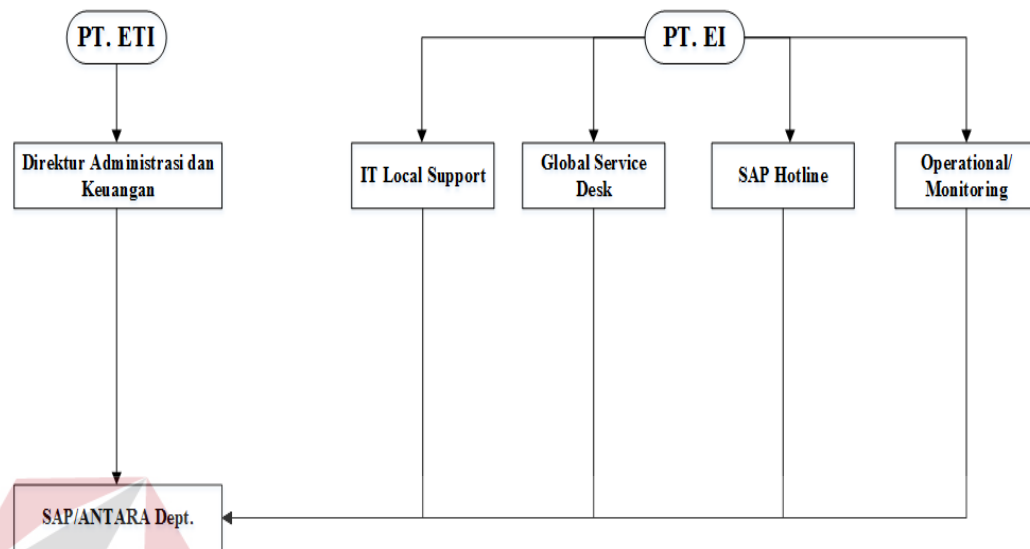 PT. ETI
PT. EI
Direktur Administrasi dan
Keuangan
IT Local Support
Global Service
Desk
SAP Hotline
Operational/
Monitoring
SAP/ANTARA Dept.